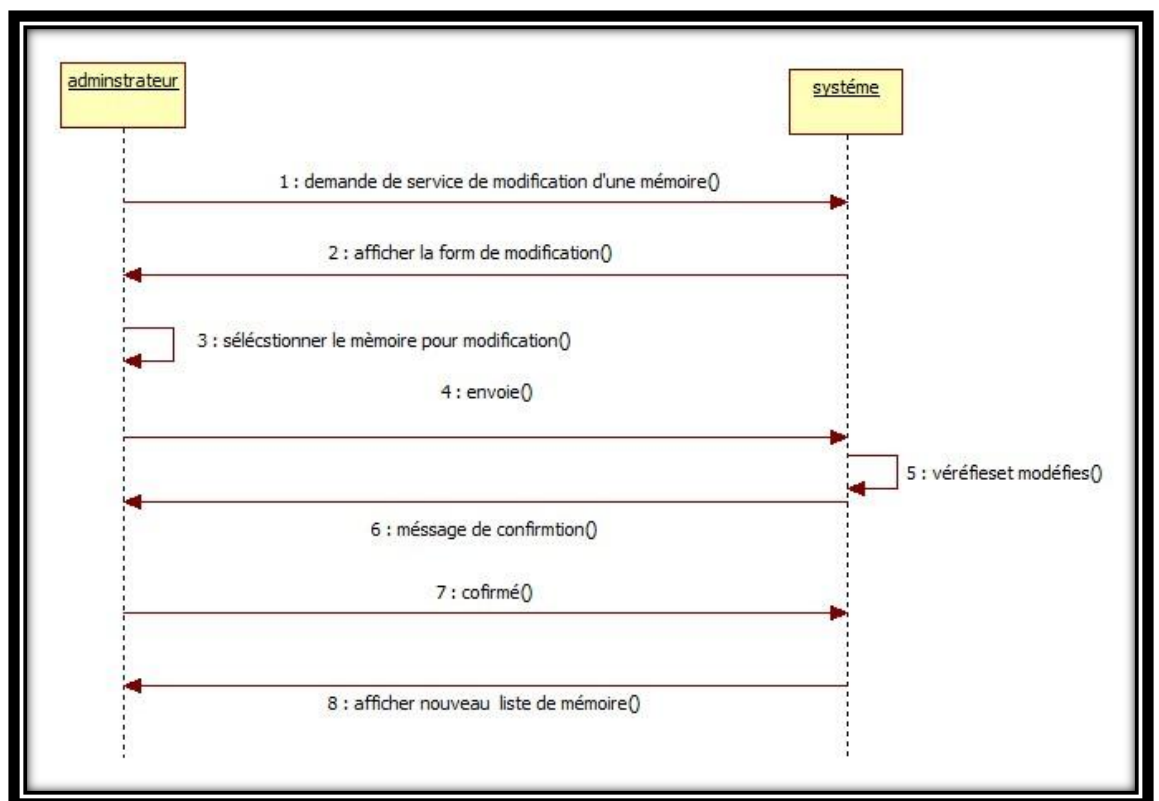 adminstrateur
systéme
1 : demande de service de modification d'une mémoire()
2 : afficher la form de modification()
3 : sélécstionner le mèmoire pour modification()
4 : envoie()
5 : véréfieset modéfies()
6 : méssage de confirmtion()
7 : cofirmé()
8 : afficher nouveau liste de mémoire()